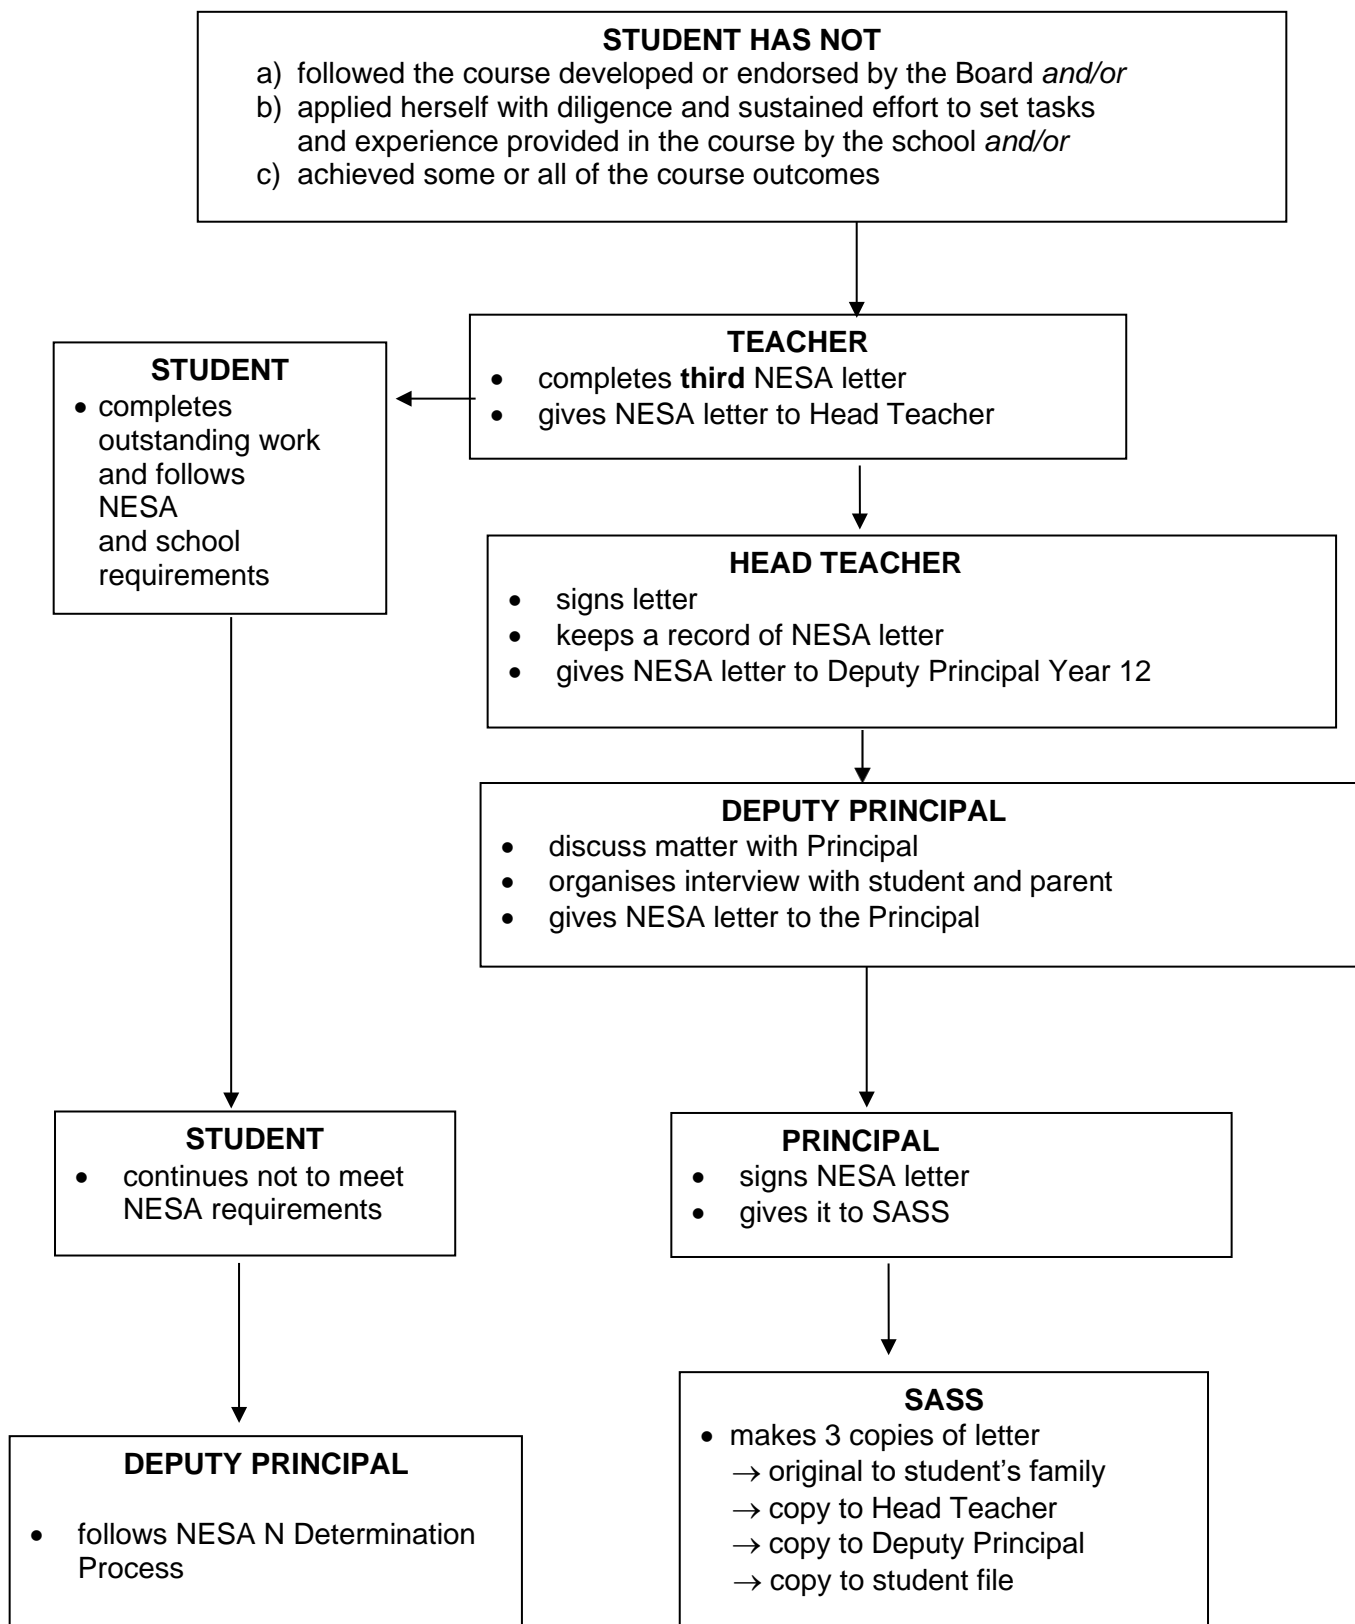 STUDENT HAS NOT
a) followed the course developed or endorsed by the Board and/or
b) applied herself with diligence and sustained effort to set tasks
and experience provided in the course by the school and/or
c) achieved some or all of the course outcomes
TEACHER
• completes third NESA letter
• gives NESA letter to Head Teacher
STUDENT
• completes
outstanding work
and follows
NESA
and school
requirements
HEAD TEACHER
• signs letter
• keeps a record of NESA letter
• gives NESA letter to Deputy Principal Year 12
DEPUTY PRINCIPAL
• discuss matter with Principal
• organises interview with student and parent
• gives NESA letter to the Principal
STUDENT
• continues not to meet
NESA requirements
PRINCIPAL
• signs NESA letter
• gives it to SASS
DEPUTY PRINCIPAL
• follows NESA N Determination
Process
SASS
• makes 3 copies of letter
→ original to student’s family
→ copy to Head Teacher
→ copy to Deputy Principal
→ copy to student file